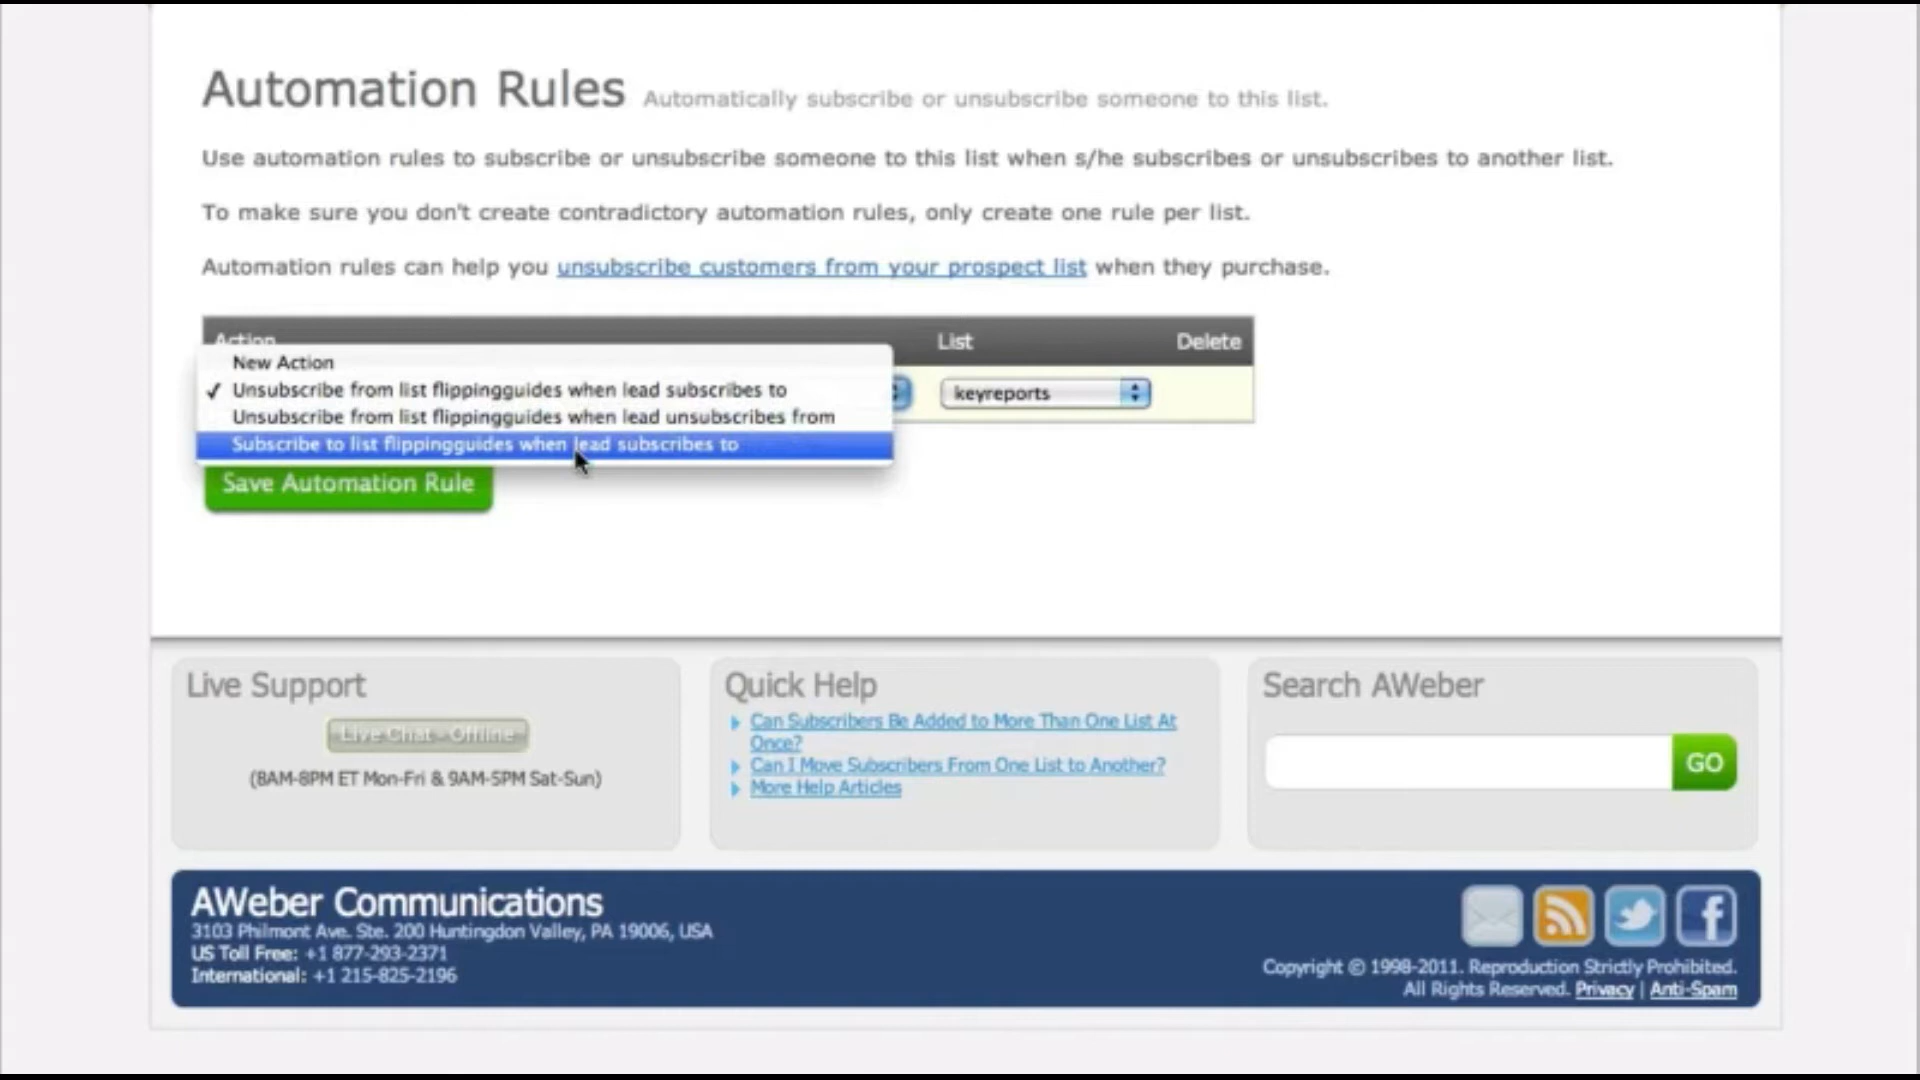 Automation Rules Automatically subscribe or unsubscribe someone to this list.
Use automation rules to subscribe or unsubscribe someone to this list when s/he subscribes or unsubscribes to another list.
To make sure you don't create contradictory automation rules, only create one rule per list.
Automation rules can help you unsubscribe customers from your prospect list when they purchase.
Action List Delete
New Action
✓ Unsubscribe from list flippingguides when lead subscribes to
keyreports
Unsubscribe from list flippingguides when lead unsubscribes from
Subscribe to list flippingguides when lead subscribes to
Save Automation Rule
Live Support
Live Chat - Offline
(8AM-8PM ET Mon-Fri & 9AM-5PM Sat-Sun)
Quick Help
Can Subscribers Be Added to More Than One List At
Once?
Can I Move Subscribers From One List to Another?
More Help Articles
Search AWeber
GO
AWeber Communications
3103 Philmont Ave. Ste. 200 Huntingdon Valley, PA 19006, USA
US Toll Free: +1 877-293-2371
International: +1 215-825-2196
Copyright © 1998-2011. Reproduction Strictly Prohibited.
All Rights Reserved. Privacy | Anti-Spam